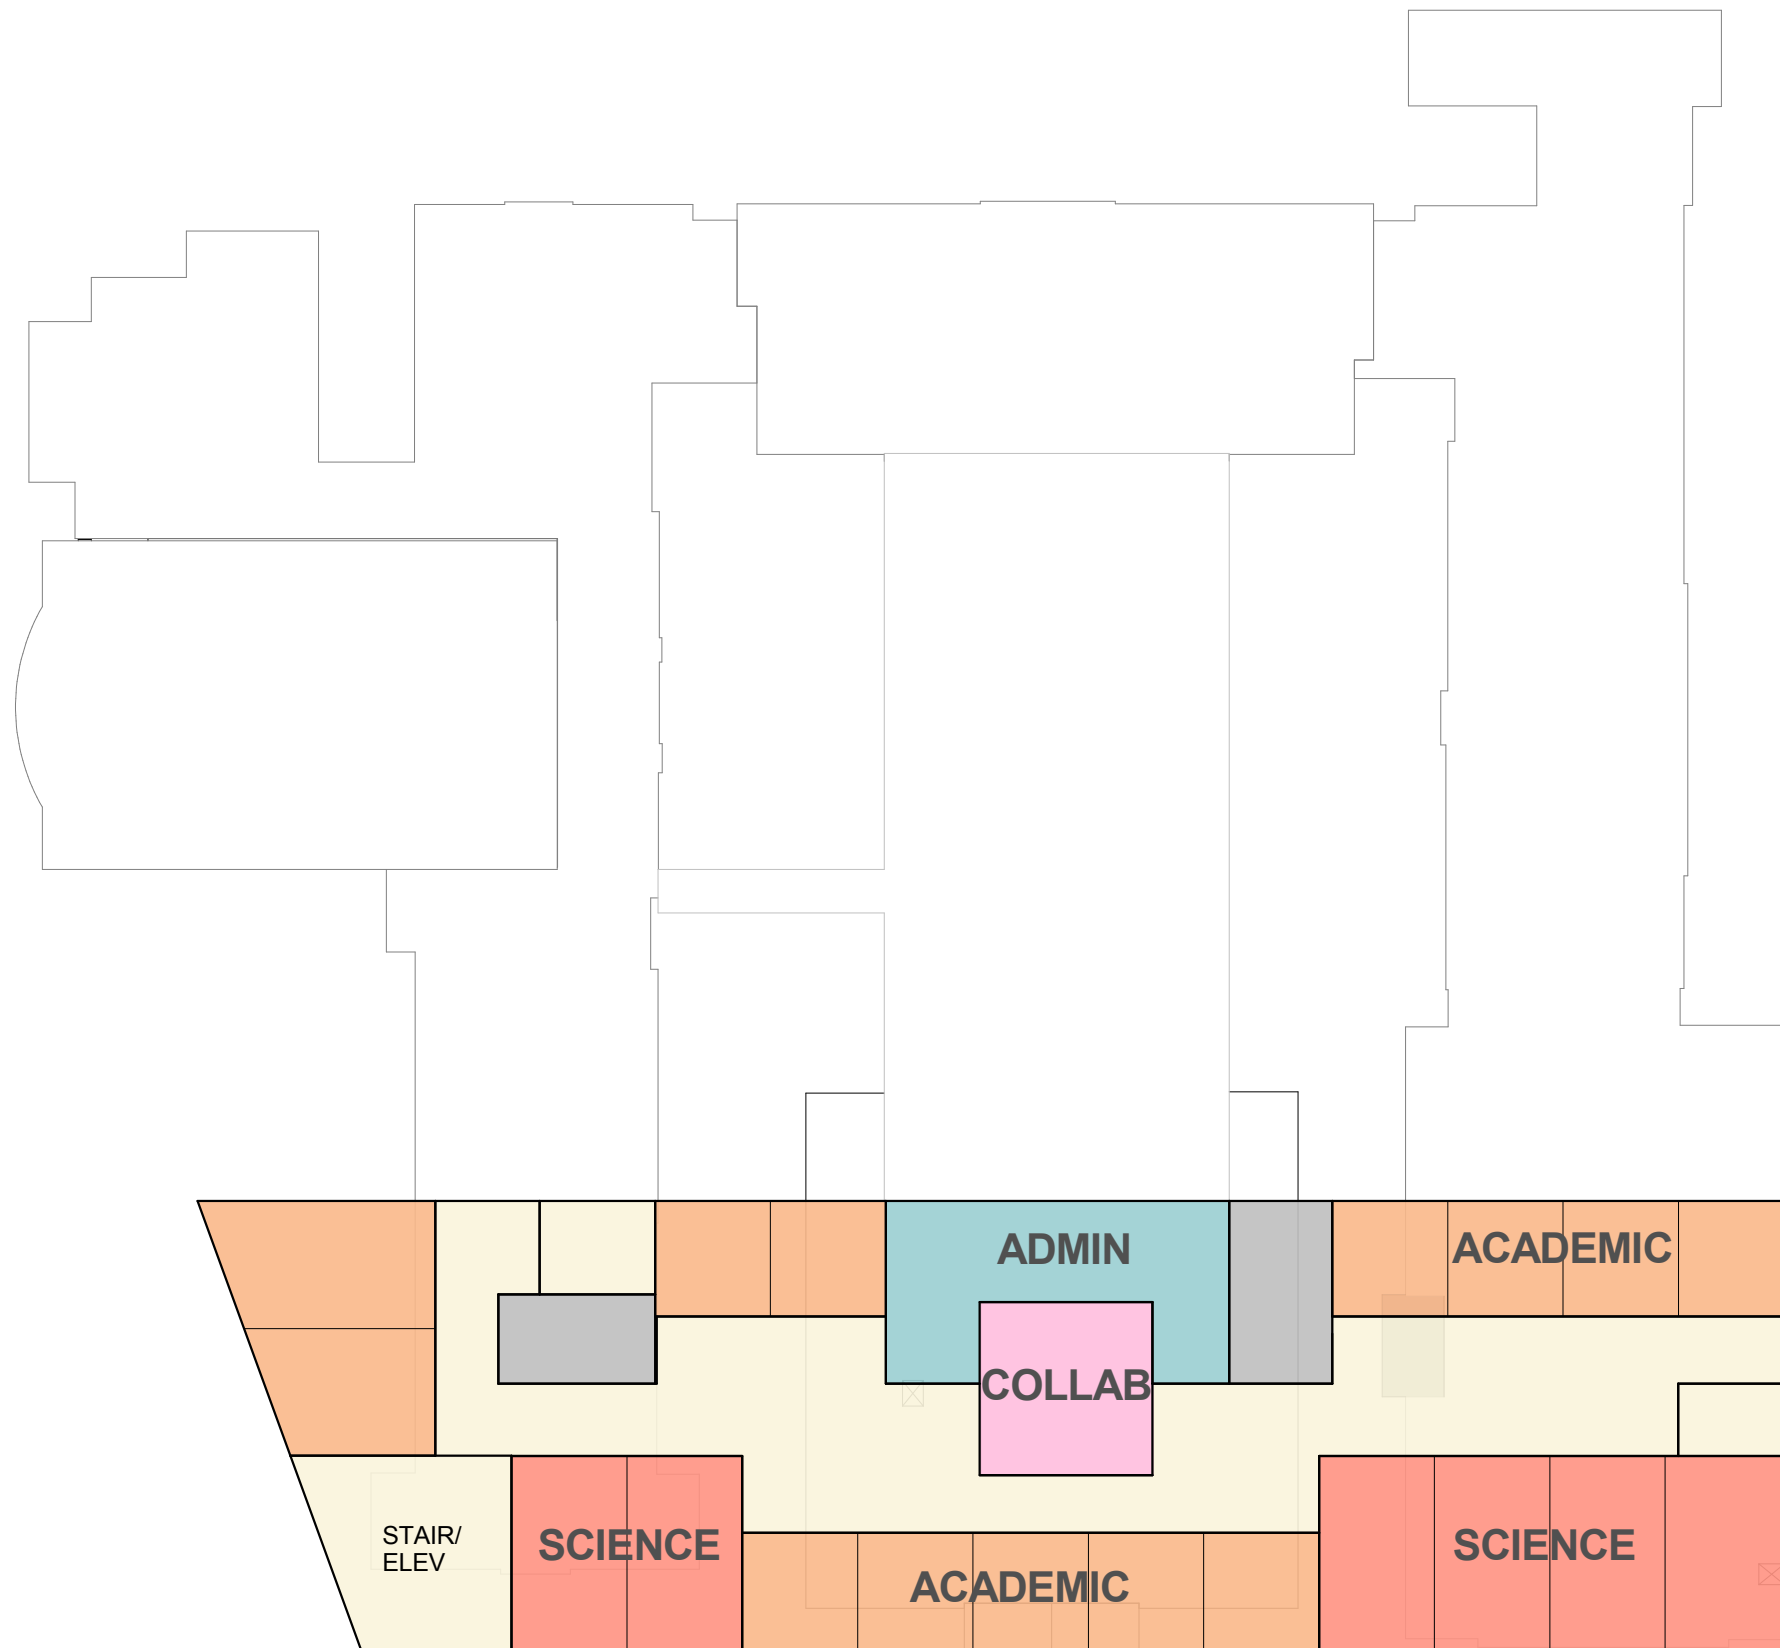 ADMIN
ACADEMIC
COLLAB
STAIR/
ELEV
SCIENCE
SCIENCE
ACADEMIC